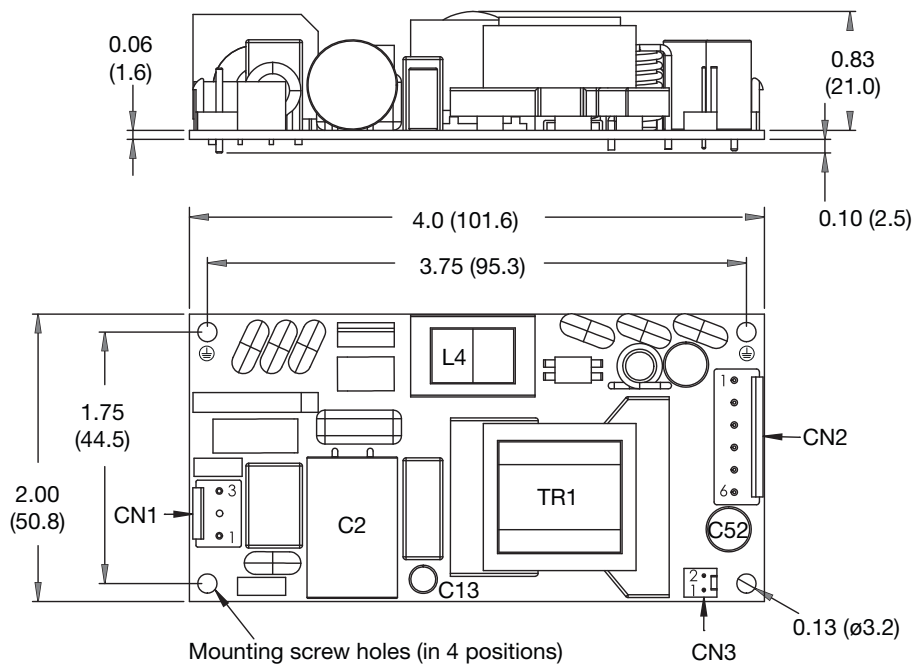 0.06
(1.6)
0.83
(21.0)
0.10 (2.5)
4.0 (101.6)
3.75 (95.3)
L4
1
CN2
1.75
(44.5)
2.00
(50.8)
CN1
3
1
C2
TR1
6
C52
C13
2
1
0.13 (ø3.2)
Mounting screw holes (in 4 positions)
CN3